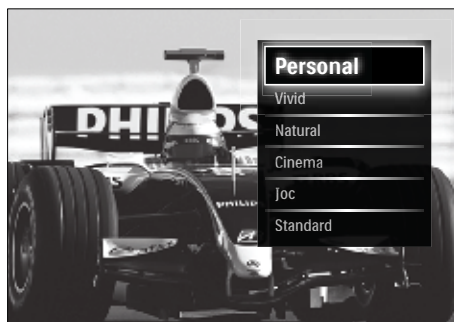 Personal
Vivid
Natural
Cinema
Joc
Standard
PHILIPS